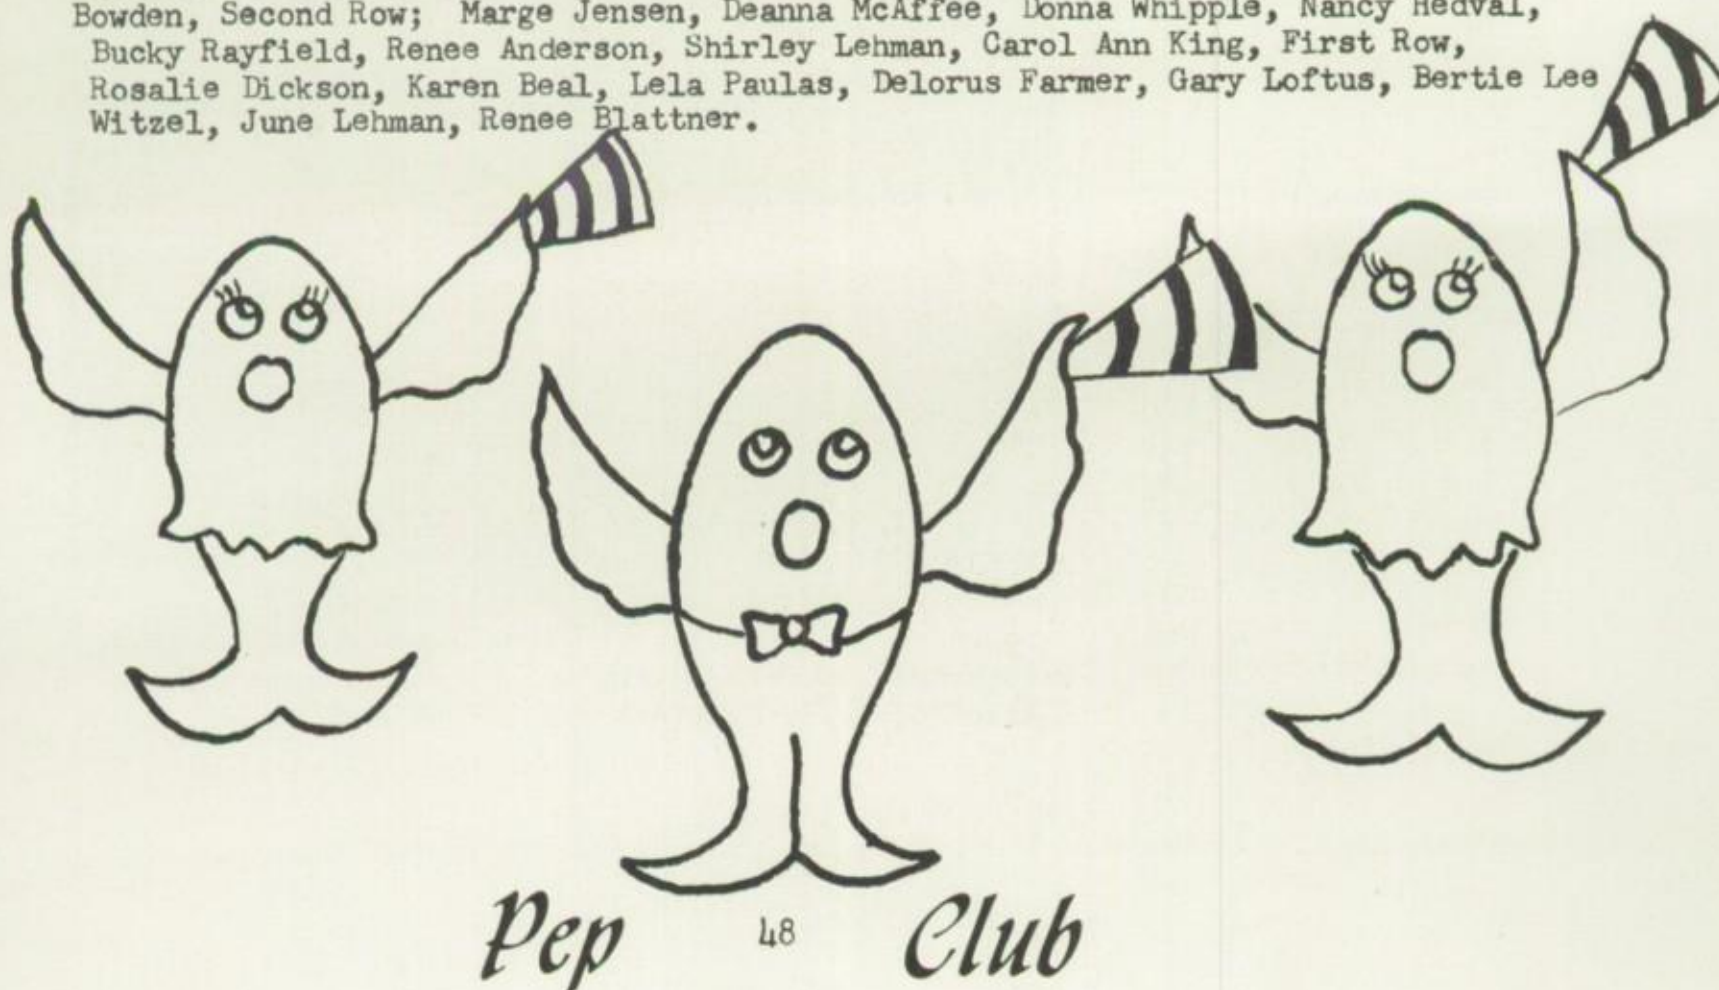 Bowden, Second Row; Marge Jensen, Deanna McAffee, Donna Whipple, Nancy Hedval,
Bucky Rayfield, Renee Anderson, Shirley Lehman, Carol Ann King, First Row,
Rosalie Dickson, Karen Beal, Lela Paulas, Delorus Farmer, Gary Loftus, Bertie Lee
Witzel, June Lehman, Renee Blattner.
Pep 48 Club